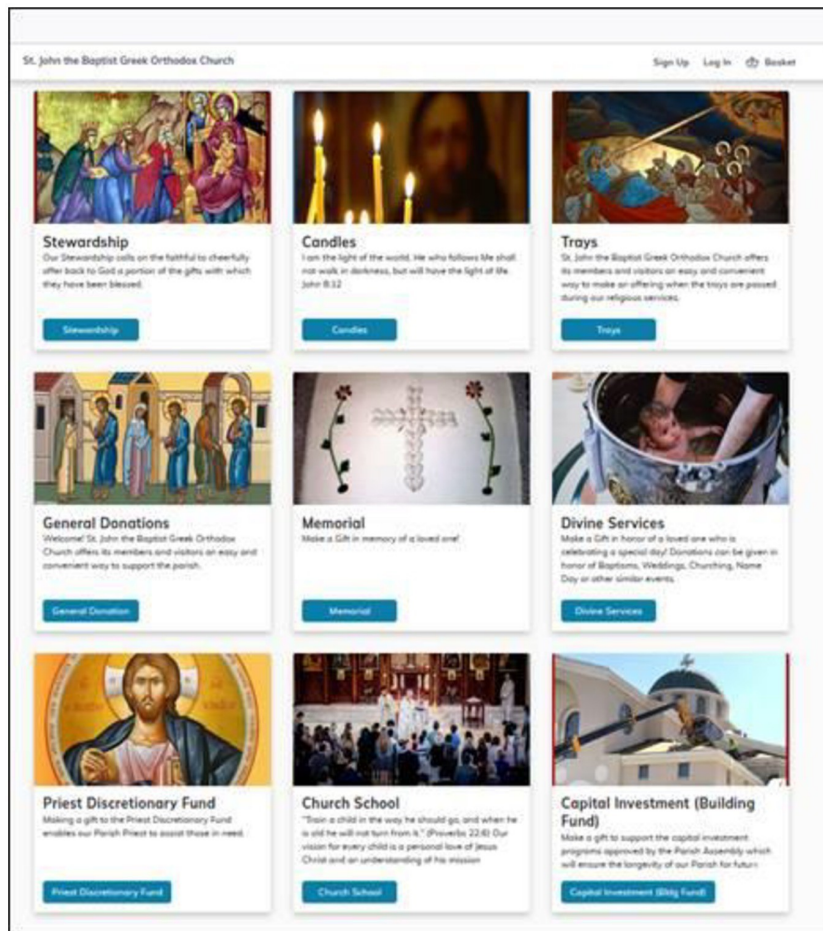 St. John the Baptist Greek Orthodox Church
Sign Up Log In Basket
Stewardship
Our Stewardship calls on the faithful to cheerfully
offer back to God a portion of the gifts with which
they have been blessed.
Stewardship
Candles
I am the light of the world. He who follows Me shall
not walk in darkness, but will have the light of life.
John 8:12
Candles
Trays
St. John the Baptist Greek Orthodox Church offers
its members and visitors an easy and convenient
way to make an offering when the trays are passed
during our religious services.
Trays
General Donations
Welcome! St. John the Baptist Greek Orthodox
Church offers its members and visitors an easy and
convenient way to support the parish.
General Donation
Memorial
Make a Gift in memory of a loved one!
Memorial
Divine Services
Make a Gift in honor of a loved one who is
celebrating a special day! Donations can be given in
honor of Baptisms, Weddings, Churching, Name
Day or other similar events.
Divine Services
Priest Discretionary Fund
Making a gift to the Priest Discretionary Fund
enables our Parish Priest to assist those in need.
Priest Discretionary Fund
Church School
"Train a child in the way he should go, and when he
is old he will not turn from it." (Proverbs 22:6) Our
vision for every child is a personal love of Jesus
Christ and an understanding of his mission
Church School
Capital Investment (Building
Fund)
Make a gift to support the capital investment
programs approved by the Parish Assembly which
will ensure the longevity of our Parish for future
Capital Investment (Bldg Fund)